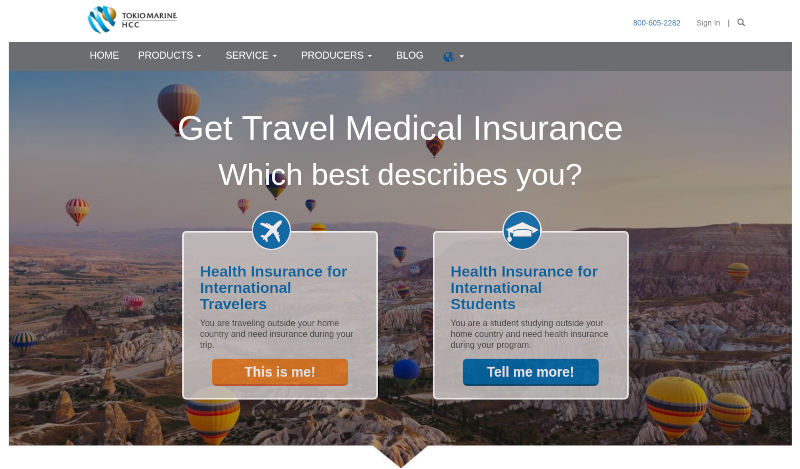 TOKIO MARINE
HCC
800-605-2282 Sign In |
HOME PRODUCTS SERVICE PRODUCERS BLOG
Get Travel Medical Insurance
Which best describes you?
Health Insurance for
International
Travelers
You are traveling outside your home
country and need insurance during your
trip.
This is me!
Health Insurance for
International
Students
You are a student studying outside your
home country and need health insurance
during your program.
Tell me more!